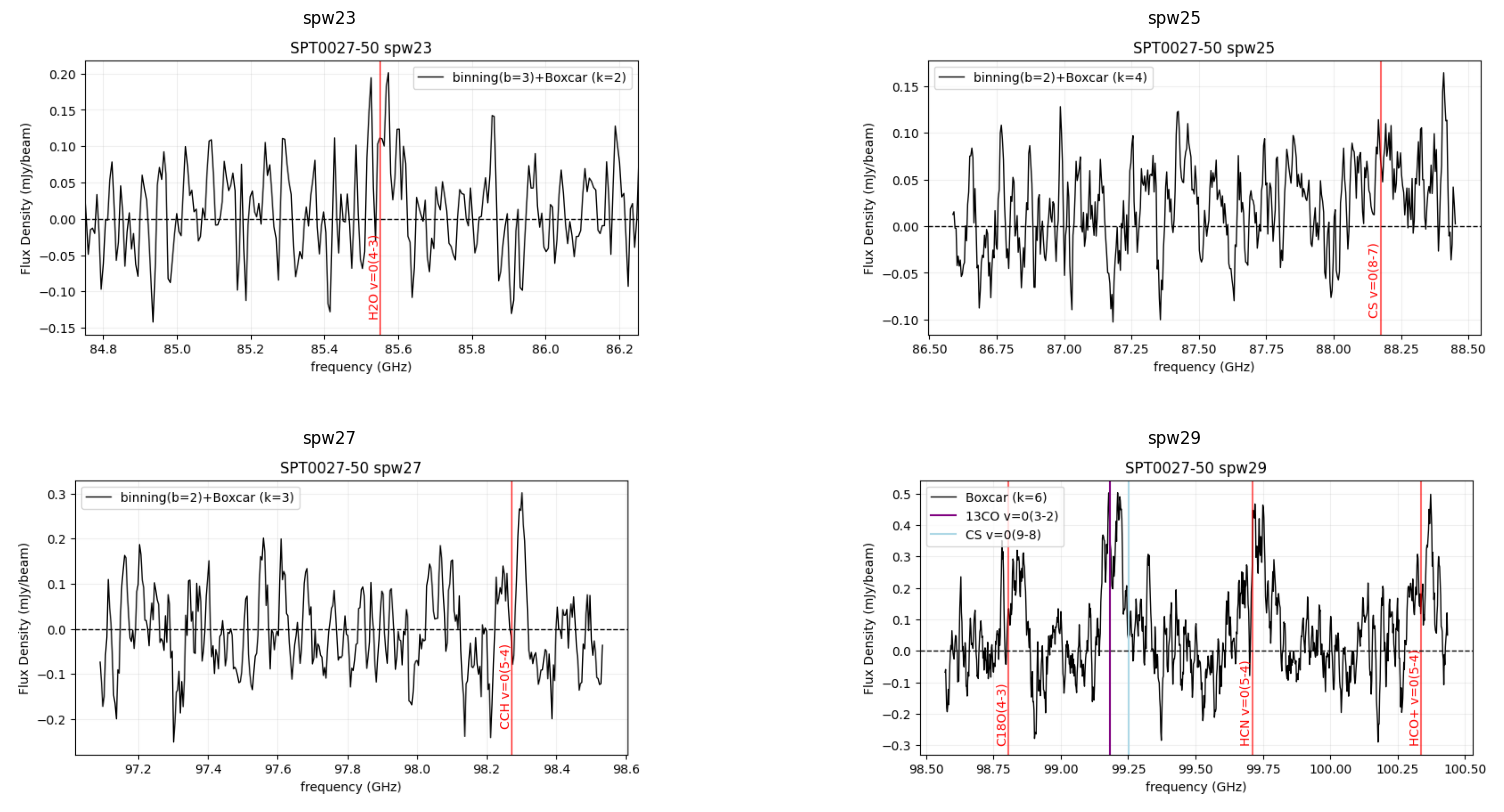 spw23
SPT0027-50 spw23
binning(b=3)+Boxcar (k=2)
H2O v=0(4-3)
Flux Density (mJy/beam)
0.20
0.15
0.10
0.05
0.00
−0.05
−0.10
−0.15
84.8 85.0 85.2 85.4 85.6 85.8 86.0 86.2
frequency (GHz)
spw25
SPT0027-50 spw25
binning(b=2)+Boxcar (k=4)
CS v=0(8-7)
Flux Density (mJy/beam)
0.15
0.10
0.05
0.00
−0.05
−0.10
86.50 86.75 87.00 87.25 87.50 87.75 88.00 88.25 88.50
frequency (GHz)
spw27
SPT0027-50 spw27
binning(b=2)+Boxcar (k=3)
CCH v=0(5-4)
Flux Density (mJy/beam)
0.3
0.2
0.1
0.0
−0.1
−0.2
97.2 97.4 97.6 97.8 98.0 98.2 98.4 98.6
frequency (GHz)
spw29
SPT0027-50 spw29
Boxcar (k=6)
13CO v=0(3-2)
CS v=0(9-8)
C18O(4-3)
HCN v=0(5-4)
HCO+ v=0(5-4)
Flux Density (mJy/beam)
0.5
0.4
0.3
0.2
0.1
0.0
−0.1
−0.2
−0.3
98.50 98.75 99.00 99.25 99.50 99.75 100.00 100.25 100.50
frequency (GHz)